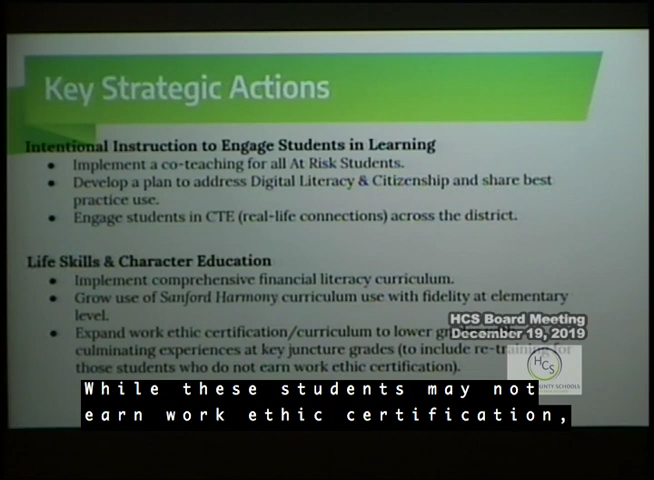 Key Strategic Actions
Intentional Instruction to Engage Students in Learning
• Implement a co-teaching for all At Risk Students.
• Develop a plan to address Digital Literacy & Citizenship and share best
practice use.
• Engage students in CTE (real-life connections) across the district.
Life Skills & Character Education
• Implement comprehensive financial literacy curriculum.
• Grow use of Sanford Harmony curriculum use with fidelity at elementary
level.
• Expand work ethic certification/curriculum to lower
culminating experiences at key juncture grades (to include re-training for
those students who do not earn work ethic certification).
HCS Board Meeting
December 19, 2019
HCS
COUNTY SCHOOLS
While these students may not
earn work ethic certification,